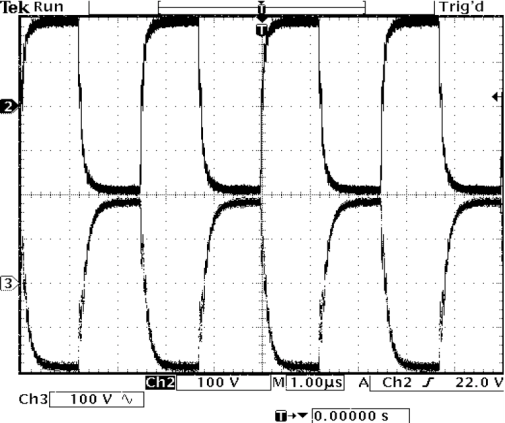 Tek Run Trig'd
T
T
2
3
Ch2 100 V M 1.00µs A Ch2 ʃ 22.0 V
Ch3 100 V ∿
T→▼ 0.00000 s